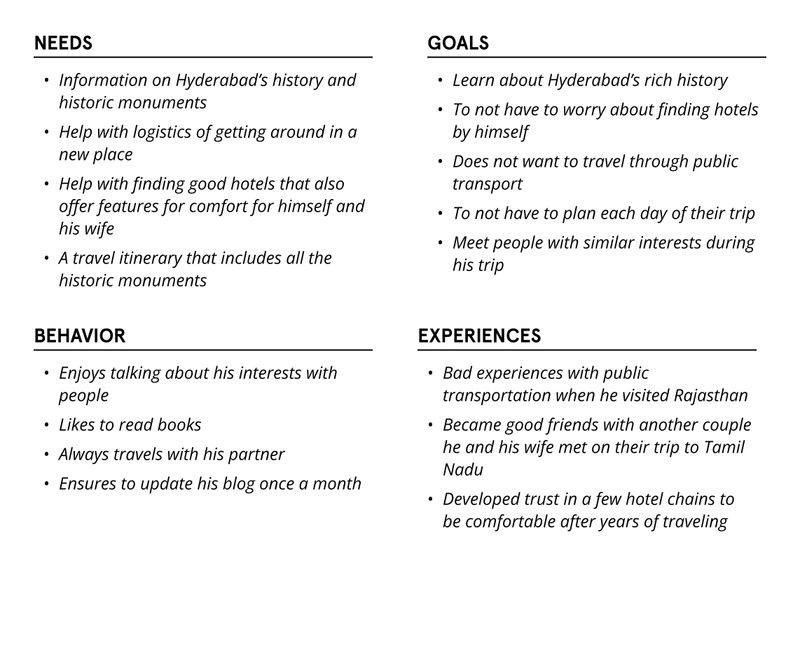 NEEDS
• Information on Hyderabad's history and
historic monuments
• Help with logistics of getting around in a
new place
• Help with finding good hotels that also
offer features for comfort for himself and
his wife
• A travel itinerary that includes all the
historic monuments
GOALS
• Learn about Hyderabad's rich history
• To not have to worry about finding hotels
by himself
• Does not want to travel through public
transport
• To not have to plan each day of their trip
• Meet people with similar interests during
his trip
BEHAVIOR
• Enjoys talking about his interests with
people
• Likes to read books
• Always travels with his partner
• Ensures to update his blog once a month
EXPERIENCES
• Bad experiences with public
transportation when he visited Rajasthan
• Became good friends with another couple
he and his wife met on their trip to Tamil
Nadu
• Developed trust in a few hotel chains to
be comfortable after years of traveling